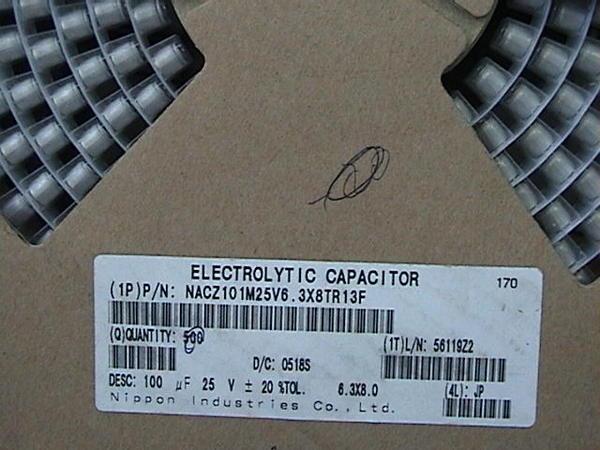 ELECTROLYTIC CAPACITOR 170
(1P)P/N: NACZ101M25V6.3X8TR13F
(Q)QUANTITY: 500 (1T)L/N: 56119Z2
D/C: 0518S
DESC: 100 μF 25 V ± 20 %TOL. 6.3X8.0 (4L): JP
Nippon Industries Co., Ltd.